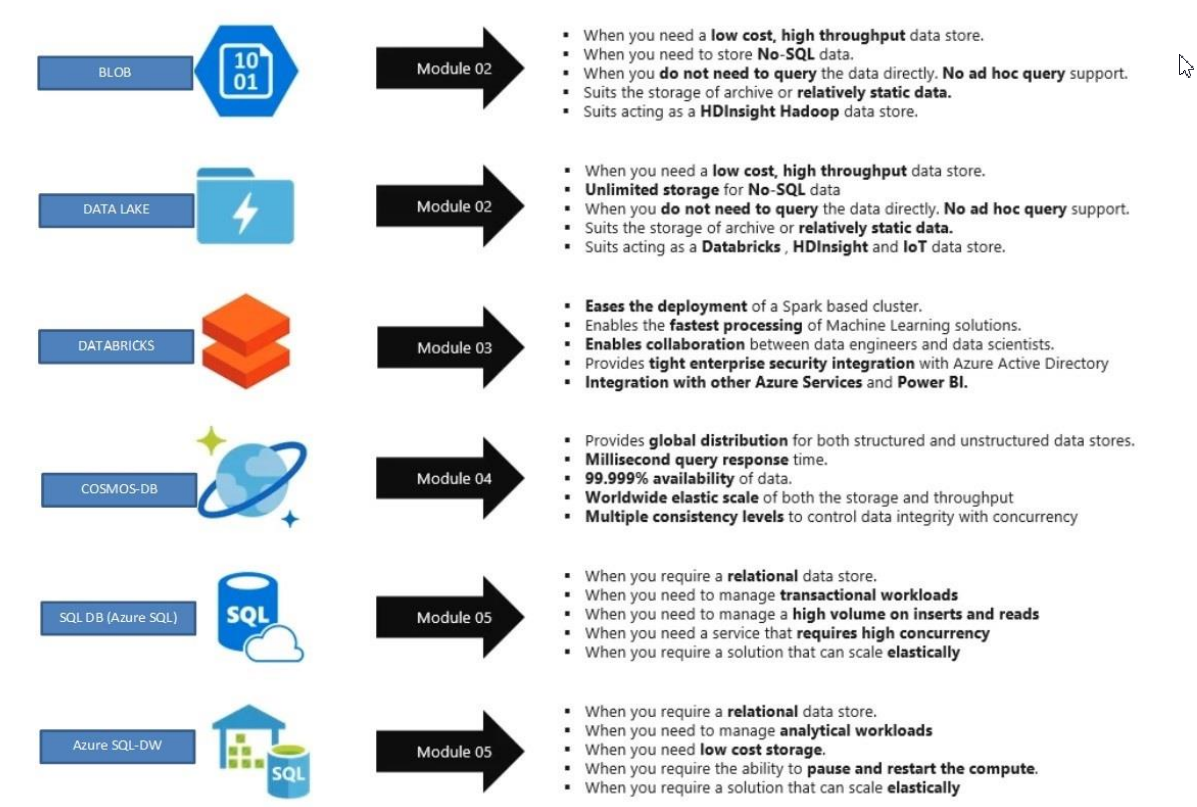 BLOB
10
01
Module 02
▪ When you need a low cost, high throughput data store.
▪ When you need to store No-SQL data.
▪ When you do not need to query the data directly. No ad hoc query support.
▪ Suits the storage of archive or relatively static data.
▪ Suits acting as a HDInsight Hadoop data store.
DATA LAKE
Module 02
▪ When you need a low cost, high throughput data store.
▪ Unlimited storage for No-SQL data
▪ When you do not need to query the data directly. No ad hoc query support.
▪ Suits the storage of archive or relatively static data.
▪ Suits acting as a Databricks , HDInsight and IoT data store.
DATABRICKS
Module 03
▪ Eases the deployment of a Spark based cluster.
▪ Enables the fastest processing of Machine Learning solutions.
▪ Enables collaboration between data engineers and data scientists.
▪ Provides tight enterprise security integration with Azure Active Directory
▪ Integration with other Azure Services and Power BI.
COSMOS-DB
Module 04
▪ Provides global distribution for both structured and unstructured data stores.
▪ Millisecond query response time.
▪ 99.999% availability of data.
▪ Worldwide elastic scale of both the storage and throughput
▪ Multiple consistency levels to control data integrity with concurrency
SQL DB (Azure SQL)
SQL
Module 05
▪ When you require a relational data store.
▪ When you need to manage transactional workloads
▪ When you need to manage a high volume on inserts and reads
▪ When you need a service that requires high concurrency
▪ When you require a solution that can scale elastically
Azure SQL-DW
SQL
Module 05
▪ When you require a relational data store.
▪ When you need to manage analytical workloads
▪ When you need low cost storage.
▪ When you require the ability to pause and restart the compute.
▪ When you require a solution that can scale elastically